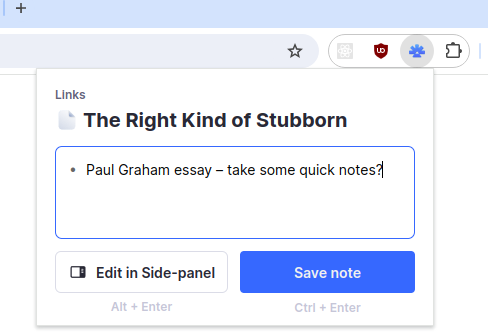 Links
The Right Kind of Stubborn
• Paul Graham essay – take some quick notes?
Edit in Side-panel
Save note
Alt + Enter
Ctrl + Enter